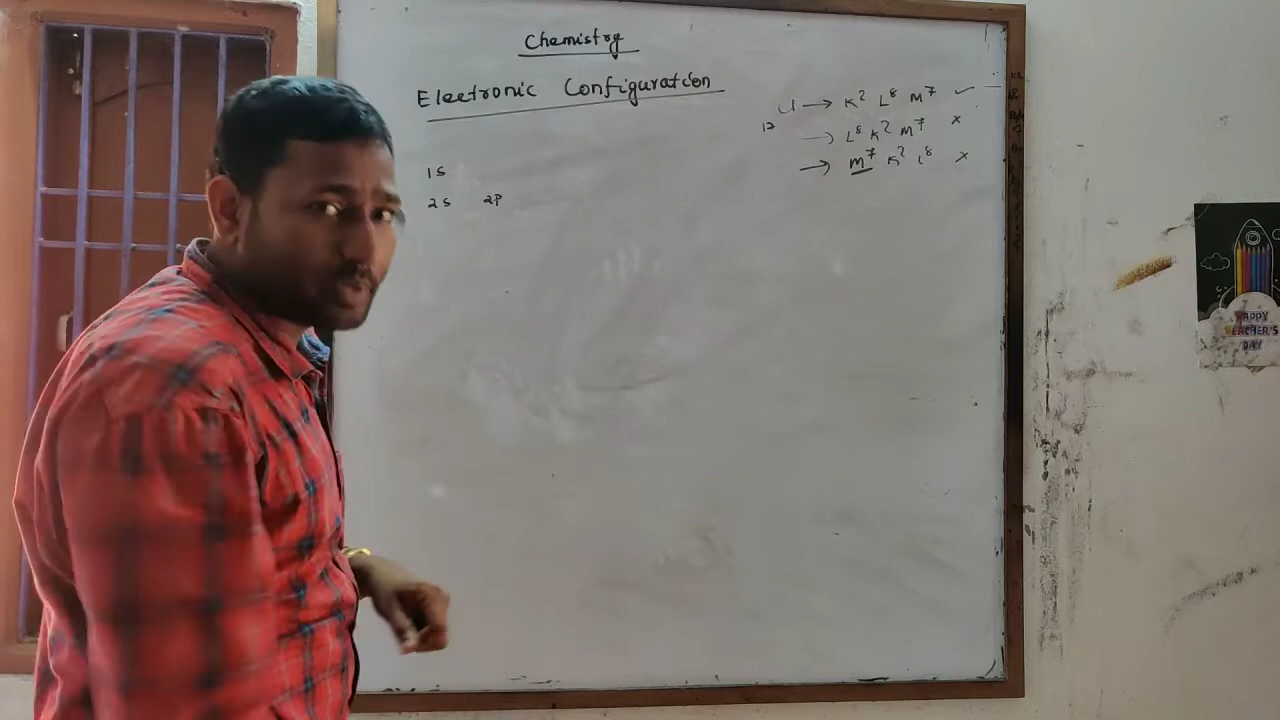 Chemistry
Electronic Configuration
Cl → K² L⁸ M⁷ ✓
17
→ L⁸ K² M⁷ ×
→ M⁷ K² L⁸ ×
1s
2s 2p
HAPPY
TEACHER'S
DAY